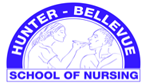 HUNTER - BELLEVUE
SCHOOL OF NURSING